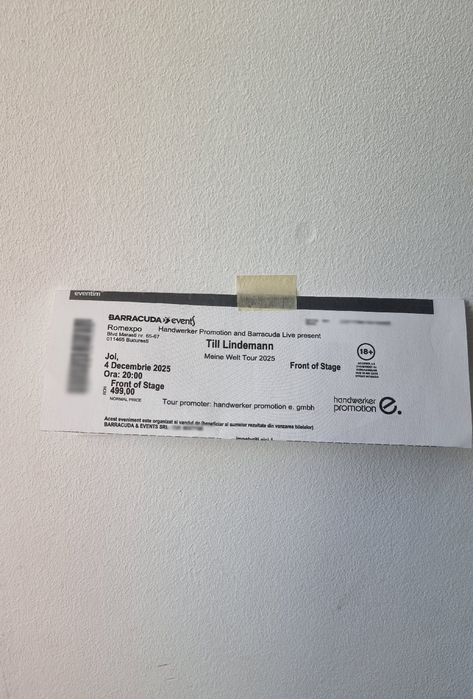 eventim
BARRACUDA events
Romexpo
Blvd Marasti nr. 65-67
011465 Bucuresti
Handwerker Promotion and Barracuda Live present
Till Lindemann
Meine Welt Tour 2025
18+
Joi,
4 Decembrie 2025
Ora: 20:00
Front of Stage
Front of Stage
RON 499,00
NORMAL PRICE
Tour promoter: handwerker promotion e. gmbh
handwerker
promotion e.
Acest eveniment este organizat si vandut de (beneficiar al sumelor rezultate din vanzarea biletelor)
BARRACUDA & EVENTS SRL